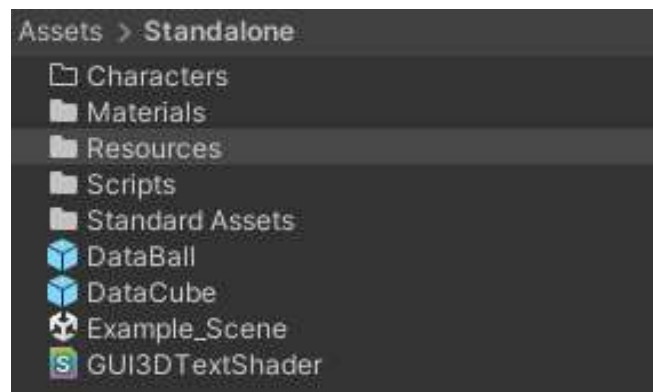 Assets > Standalone
Characters
Materials
Resources
Scripts
Standard Assets
DataBall
DataCube
Example_Scene
GUI3DTextShader